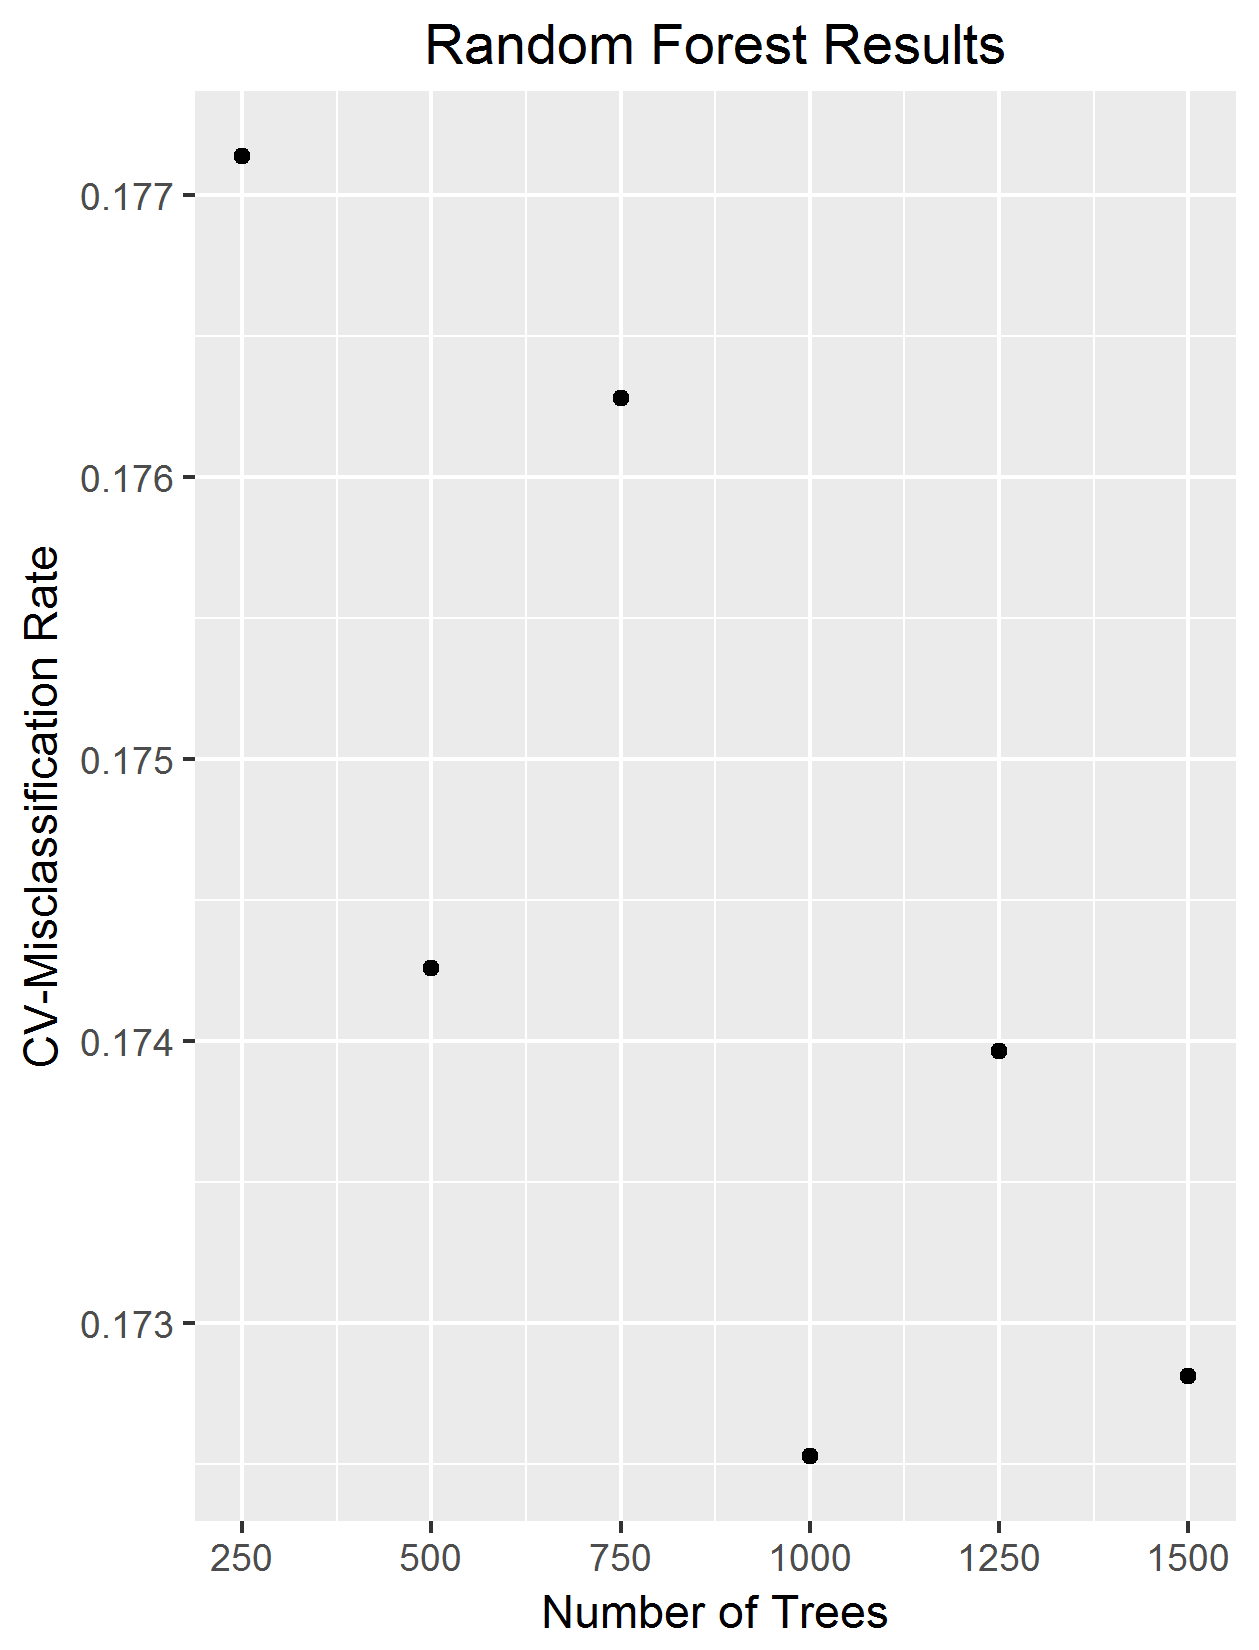 Random Forest Results
0.177
0.176
0.175
0.174
0.173
CV-Misclassification Rate
250 500 750 1000 1250 1500
Number of Trees